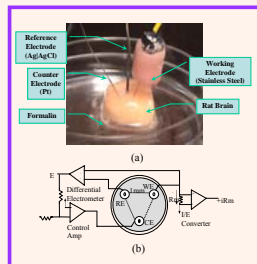 Reference
Electrode
(Ag|AgCl)
Counter
Electrode
(Pt)
Formalin
Working
Electrode
(Stainless Steel)
Rat Brain
(a)
E
Differential
Electrometer
Control
Amp
1mm
WE
RE
CE
Rm
I/E
Converter
+iRm
(b)